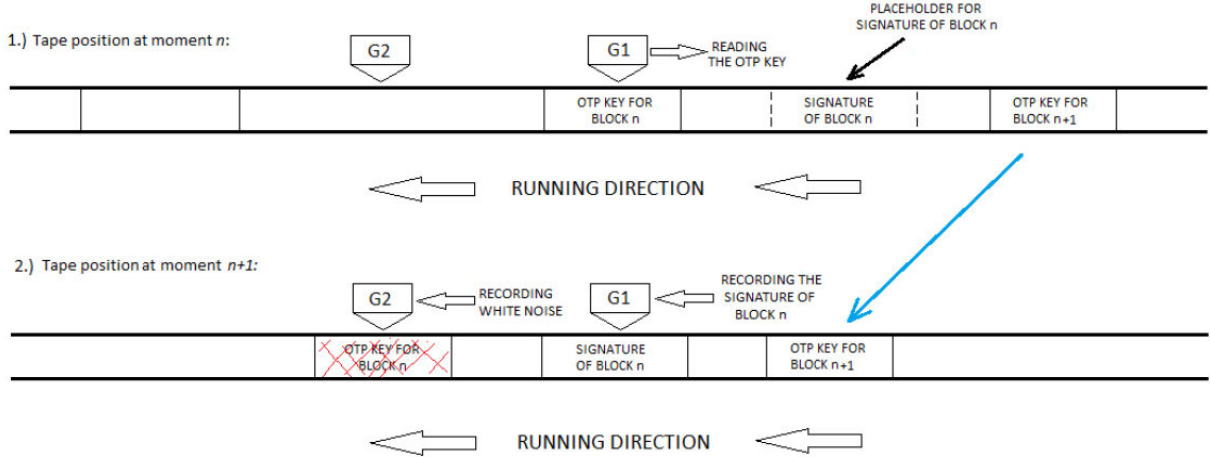 PLACEHOLDER FOR
SIGNATURE OF BLOCK n
1.) Tape position at moment n:
G2
G1
READING
THE OTP KEY
OTP KEY FOR
BLOCK n
SIGNATURE
OF BLOCK n
OTP KEY FOR
BLOCK n+1
RUNNING DIRECTION
2.) Tape position at moment n+1:
G2
RECORDING
WHITE NOISE
G1
RECORDING THE
SIGNATURE OF
BLOCK n
OTP KEY FOR
BLOCK n
SIGNATURE
OF BLOCK n
OTP KEY FOR
BLOCK n+1
RUNNING DIRECTION